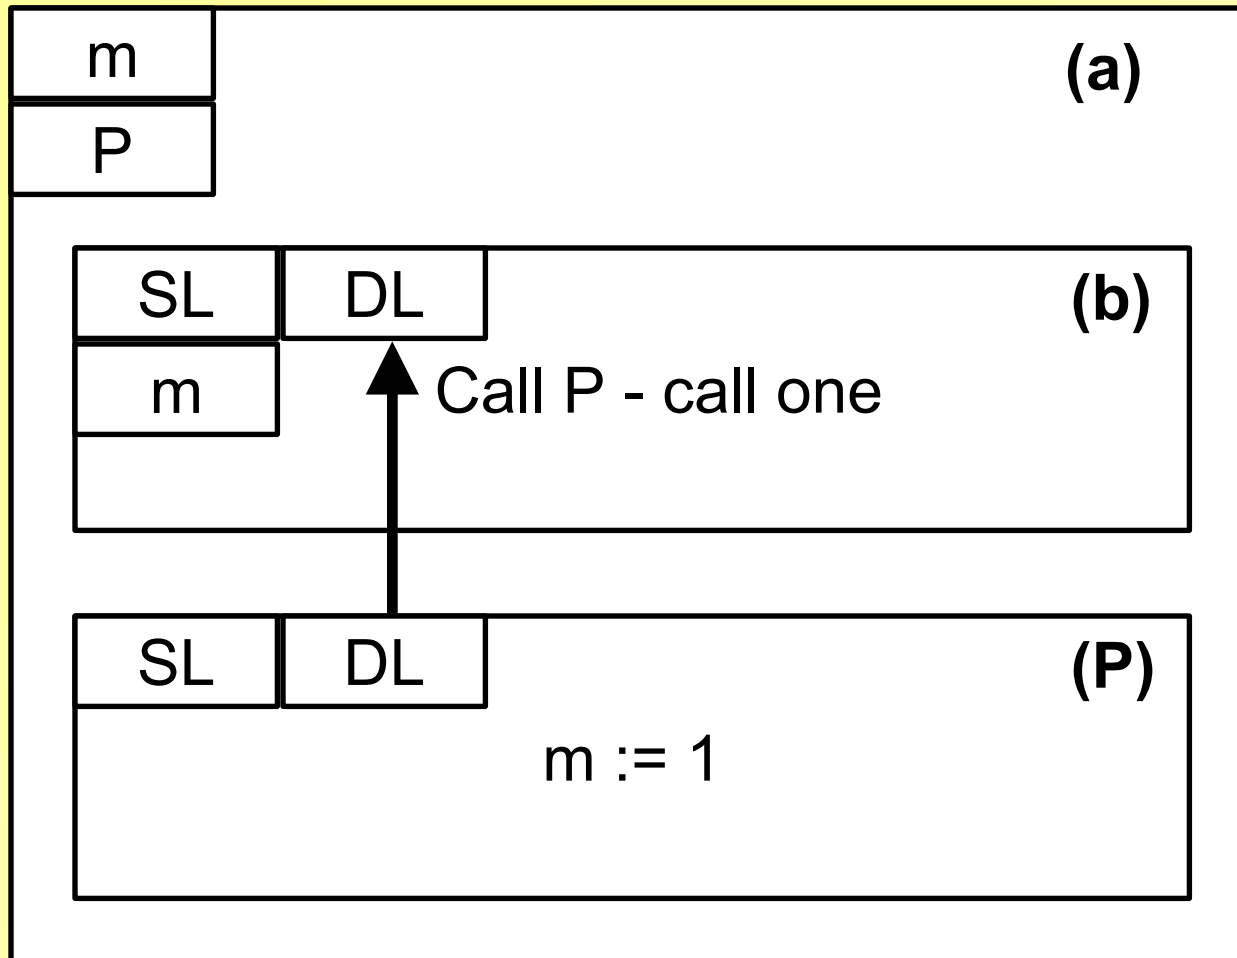 m (a)
P
SL DL (b)
m Call P - call one
SL DL (P)
m := 1